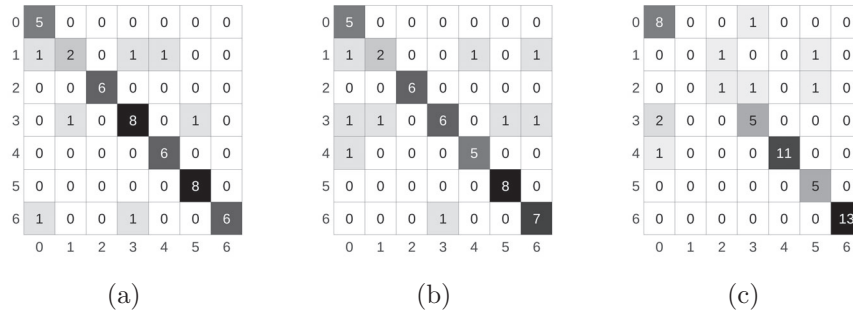 0 5 0 0 0 0 0 0
1 1 2 0 1 1 0 0
2 0 0 6 0 0 0 0
3 0 1 0 8 0 1 0
4 0 0 0 0 6 0 0
5 0 0 0 0 0 8 0
6 1 0 0 1 0 0 6
0 1 2 3 4 5 6
(a)
0 5 0 0 0 0 0 0
1 1 2 0 0 1 0 1
2 0 0 6 0 0 0 0
3 1 1 0 6 0 1 1
4 1 0 0 0 5 0 0
5 0 0 0 0 0 8 0
6 0 0 0 1 0 0 7
0 1 2 3 4 5 6
(b)
0 8 0 0 1 0 0 0
1 0 0 1 0 0 1 0
2 0 0 1 1 0 1 0
3 2 0 0 5 0 0 0
4 1 0 0 0 11 0 0
5 0 0 0 0 0 5 0
6 0 0 0 0 0 0 13
0 1 2 3 4 5 6
(c)